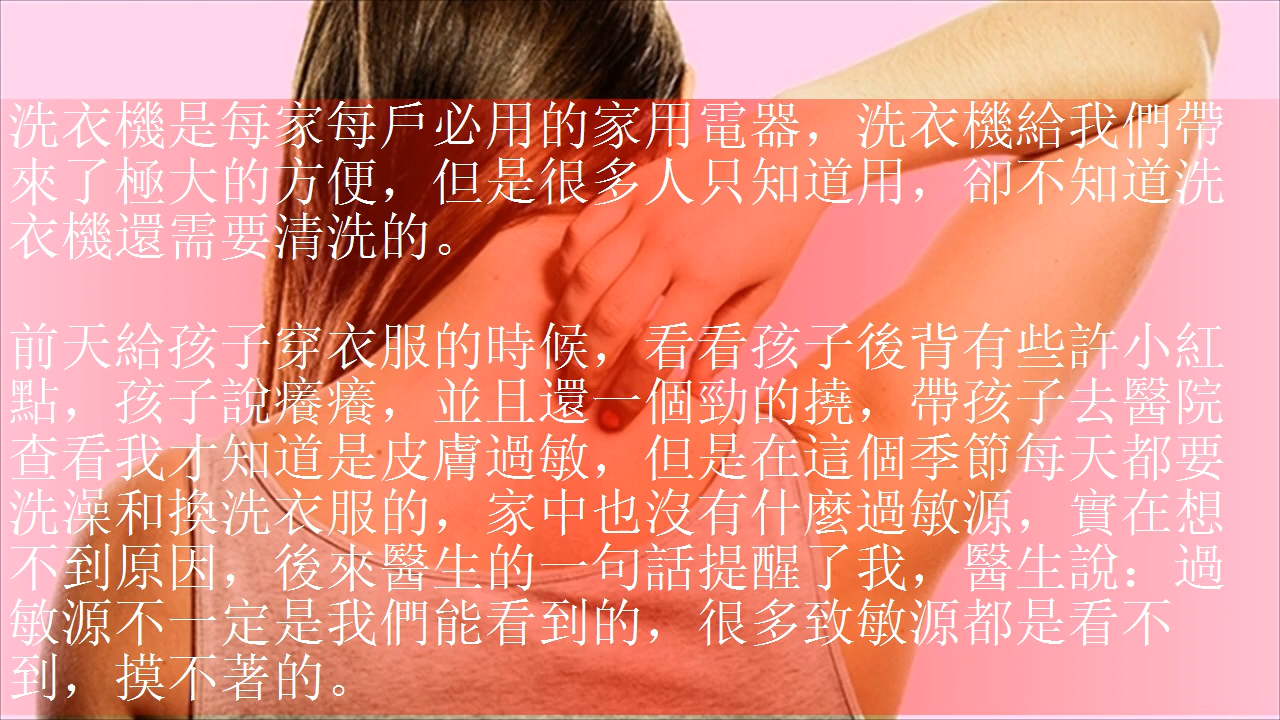 洗衣機是每家每戶必用的家用電器，洗衣機給我們帶
來了極大的方便，但是很多人只知道用，卻不知道洗
衣機還需要清洗的。
前天給孩子穿衣服的時候，看看孩子後背有些許小紅
點，孩子說癢癢，並且還一個勁的撓，帶孩子去醫院
查看我才知道是皮膚過敏，但是在這個季節每天都要
洗澡和換洗衣服的，家中也沒有什麼過敏源，實在想
不到原因，後來醫生的一句話提醒了我，醫生說：過
敏源不一定是我們能看到的，很多致敏源都是看不
到，摸不著的。